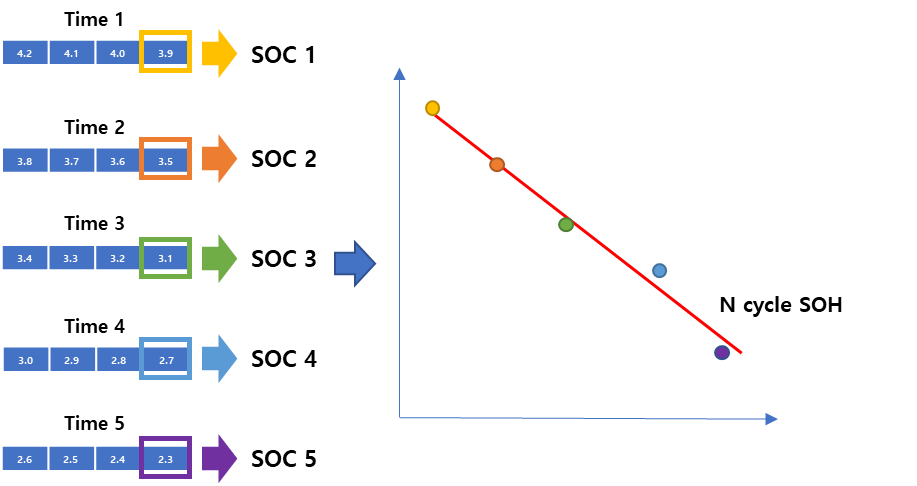 Time 1
4.2 4.1 4.0 3.9
SOC 1
Time 2
3.8 3.7 3.6 3.5
SOC 2
Time 3
3.4 3.3 3.2 3.1
SOC 3
Time 4
3.0 2.9 2.8 2.7
SOC 4
Time 5
2.6 2.5 2.4 2.3
SOC 5
N cycle SOH